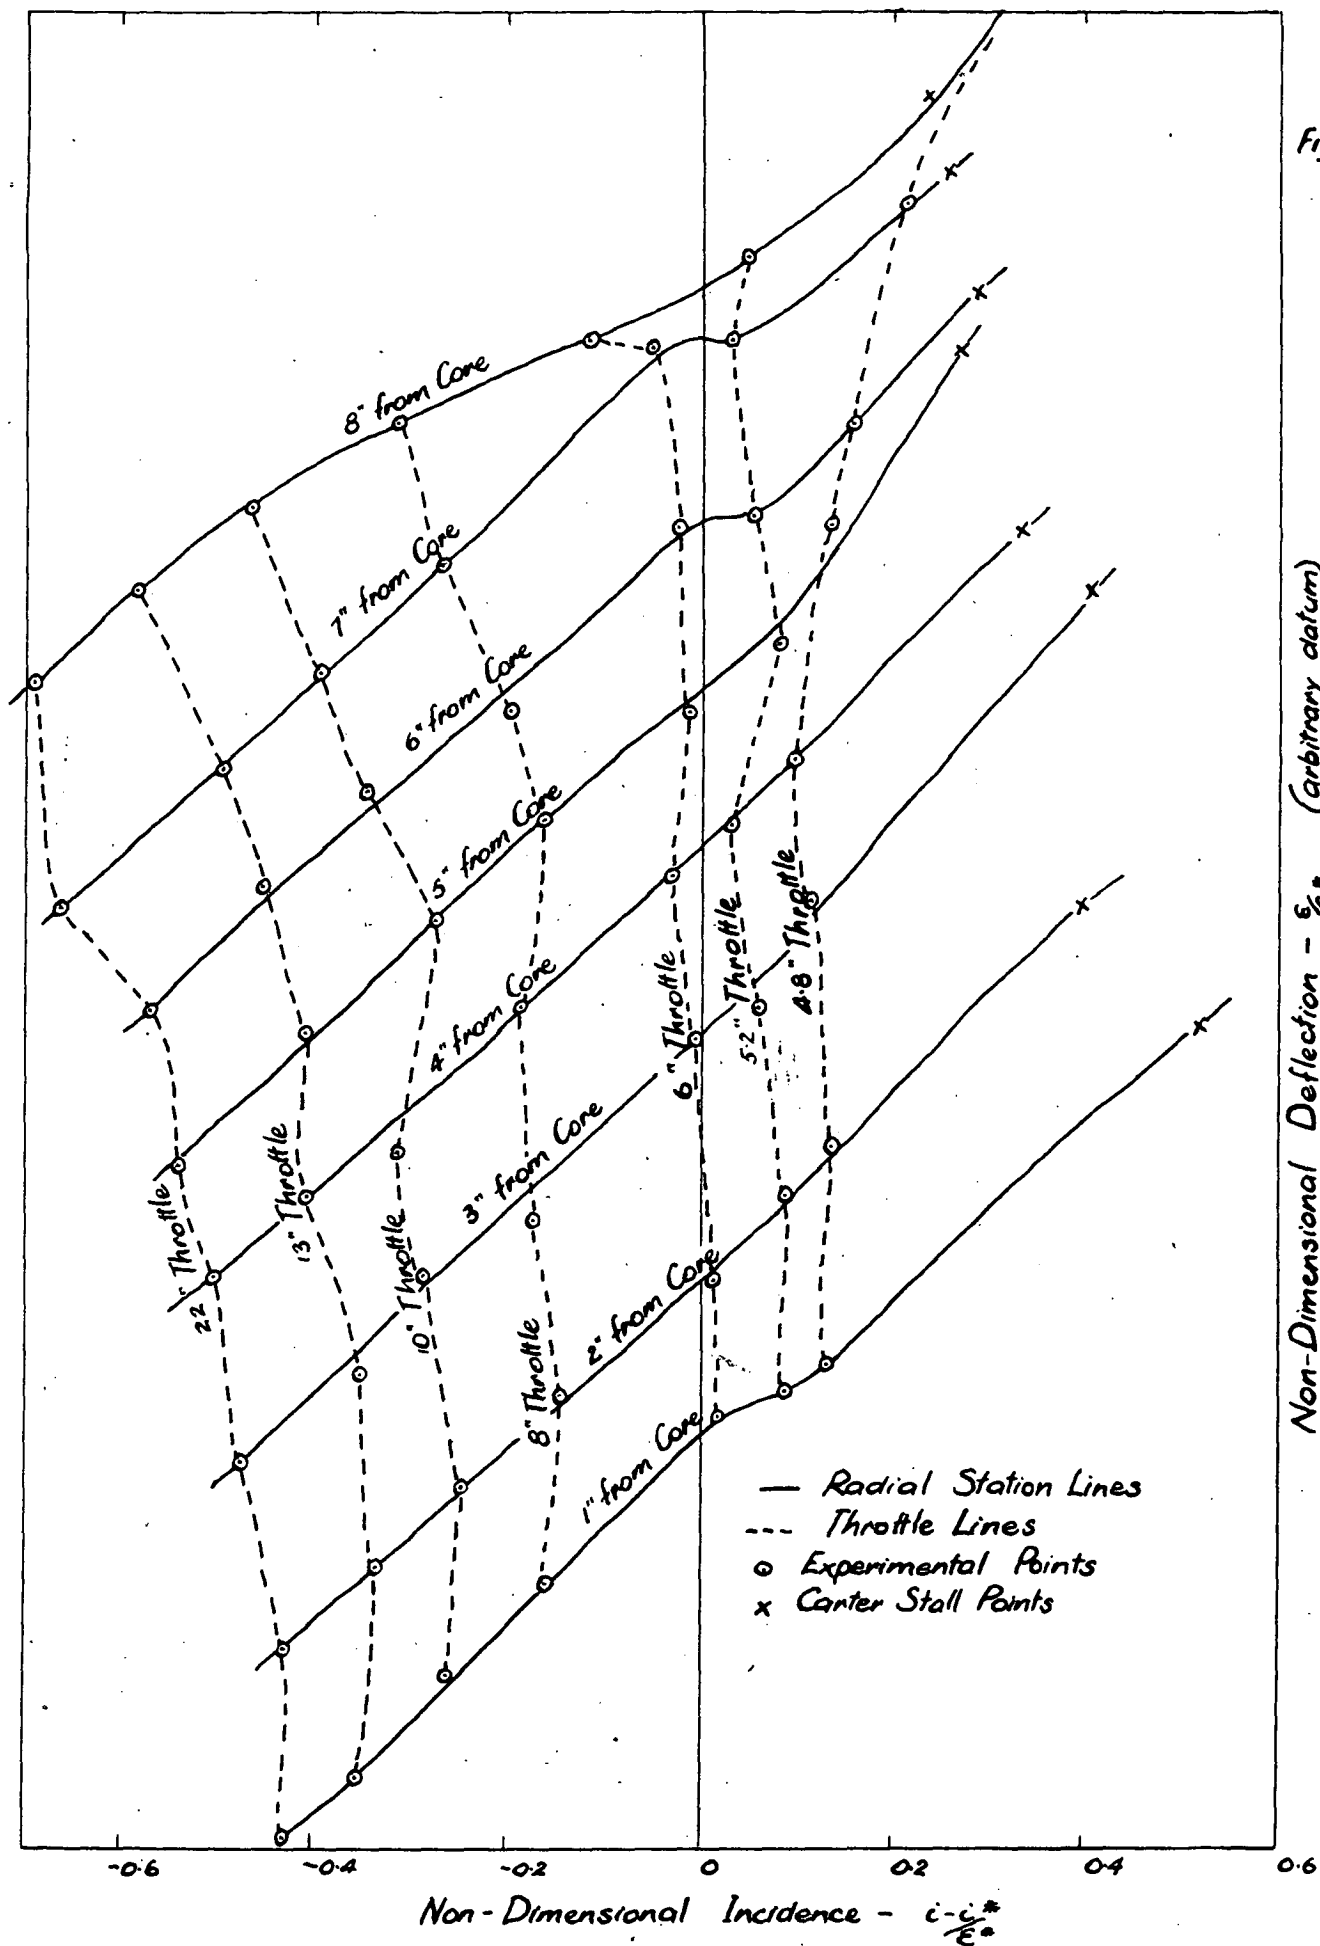 Fi
8" from Core
7" from Core
6" from Core
5" from Core
4" from Core
3" from Core
2" from Core
1" from Core
22" Throttle
13" Throttle
10" Throttle
8" Throttle
6" Throttle
5·2" Throttle
4·8" Throttle
Non-Dimensional Deflection - ε/ (arbitrary datum)
— Radial Station Lines
--- Throttle Lines
⊙ Experimental Points
x Carter Stall Points
-0·6 -0·4 -0·2 0 0·2 0·4 0·6
Non-Dimensional Incidence - i-i*/ε*